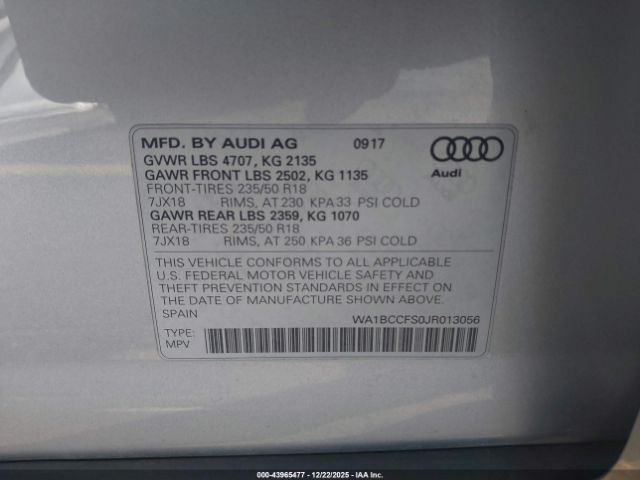 MFD. BY AUDI AG 0917
GVWR LBS 4707, KG 2135
GAWR FRONT LBS 2502, KG 1135
FRONT-TIRES 235/50 R18
7JX18 RIMS, AT 230 KPA 33 PSI COLD
GAWR REAR LBS 2359, KG 1070
REAR-TIRES 235/50 R18
7JX18 RIMS, AT 250 KPA 36 PSI COLD
Audi
THIS VEHICLE CONFORMS TO ALL APPLICABLE
U.S. FEDERAL MOTOR VEHICLE SAFETY AND
THEFT PREVENTION STANDARDS IN EFFECT
ON THE DATE OF MANUFACTURE SHOWN ABOVE.
SPAIN WA1BCCFS0JR013056
TYPE:
MPV
000-43965477 - 12/22/2025 - IAA Inc.